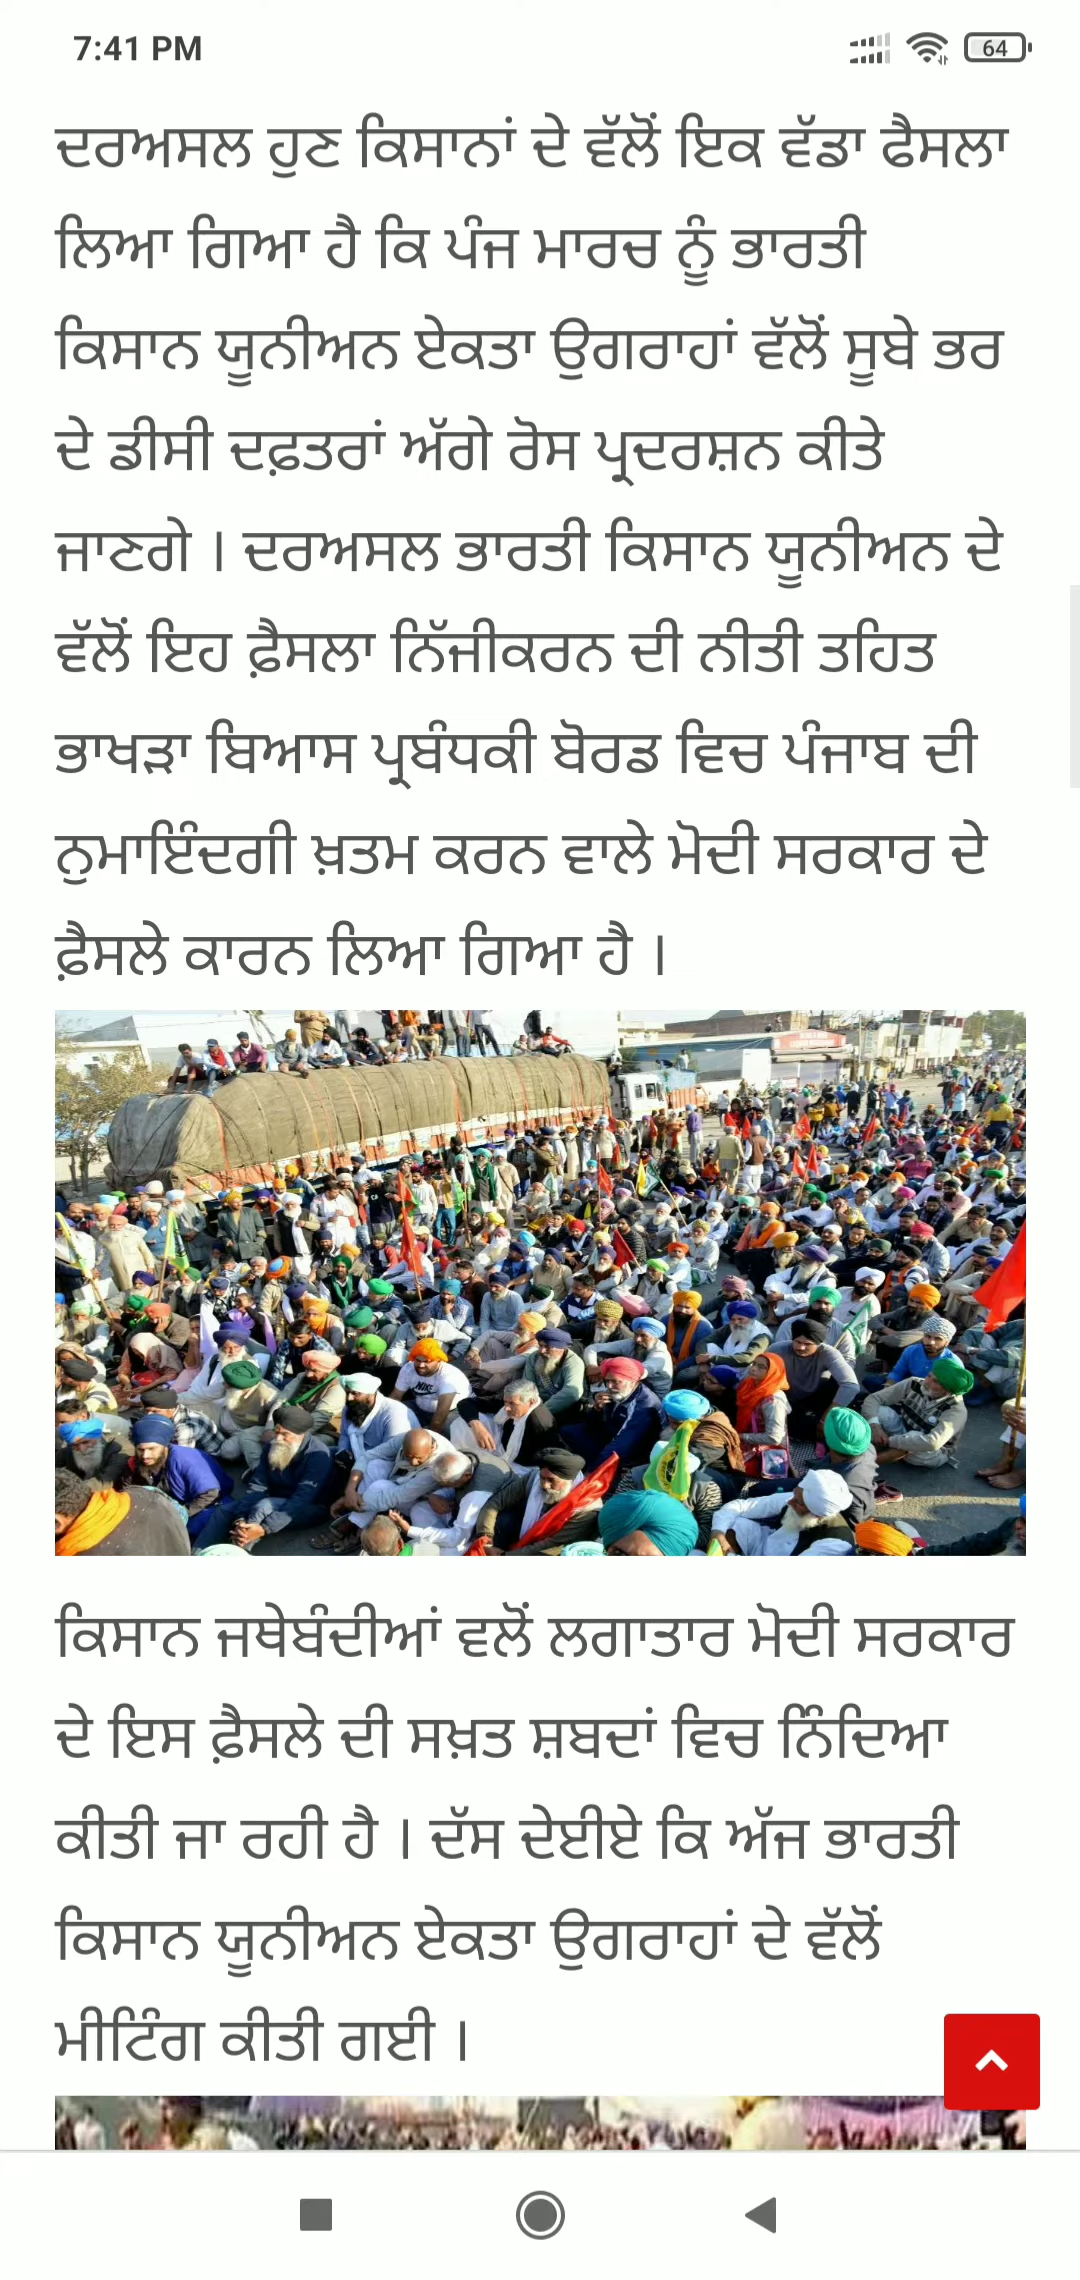 7:41 PM
64
ਦਰਅਸਲ ਹੁਣ ਕਿਸਾਨਾਂ ਦੇ ਵੱਲੋਂ ਇਕ ਵੱਡਾ ਫੈਸਲਾ
ਲਿਆ ਗਿਆ ਹੈ ਕਿ ਪੰਜ ਮਾਰਚ ਨੂੰ ਭਾਰਤੀ
ਕਿਸਾਨ ਯੂਨੀਅਨ ਏਕਤਾ ਉਗਰਾਹਾਂ ਵੱਲੋਂ ਸੂਬੇ ਭਰ
ਦੇ ਡੀਸੀ ਦਫ਼ਤਰਾਂ ਅੱਗੇ ਰੋਸ ਪ੍ਰਦਰਸ਼ਨ ਕੀਤੇ
ਜਾਣਗੇ । ਦਰਅਸਲ ਭਾਰਤੀ ਕਿਸਾਨ ਯੂਨੀਅਨ ਦੇ
ਵੱਲੋਂ ਇਹ ਫ਼ੈਸਲਾ ਨਿੱਜੀਕਰਨ ਦੀ ਨੀਤੀ ਤਹਿਤ
ਭਾਖੜਾ ਬਿਆਸ ਪ੍ਰਬੰਧਕੀ ਬੋਰਡ ਵਿਚ ਪੰਜਾਬ ਦੀ
ਨੁਮਾਇੰਦਗੀ ਖ਼ਤਮ ਕਰਨ ਵਾਲੇ ਮੋਦੀ ਸਰਕਾਰ ਦੇ
ਫ਼ੈਸਲੇ ਕਾਰਨ ਲਿਆ ਗਿਆ ਹੈ ।
NIKE
ਕਿਸਾਨ ਜਥੇਬੰਦੀਆਂ ਵਲੋਂ ਲਗਾਤਾਰ ਮੋਦੀ ਸਰਕਾਰ
ਦੇ ਇਸ ਫ਼ੈਸਲੇ ਦੀ ਸਖ਼ਤ ਸ਼ਬਦਾਂ ਵਿਚ ਨਿੰਦਿਆ
ਕੀਤੀ ਜਾ ਰਹੀ ਹੈ । ਦੱਸ ਦੇਈਏ ਕਿ ਅੱਜ ਭਾਰਤੀ
ਕਿਸਾਨ ਯੂਨੀਅਨ ਏਕਤਾ ਉਗਰਾਹਾਂ ਦੇ ਵੱਲੋਂ
ਮੀਟਿੰਗ ਕੀਤੀ ਗਈ ।